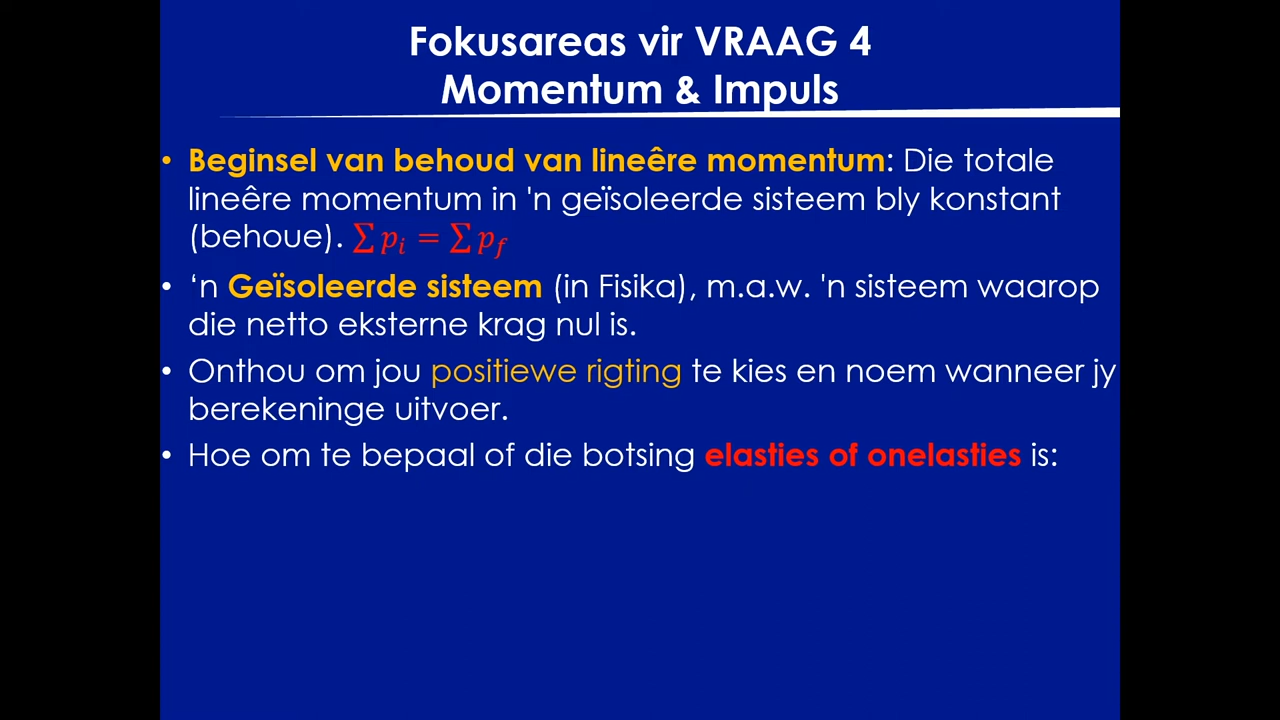 Fokusareas vir VRAAG 4
Momentum & Impuls
• Beginsel van behoud van lineêre momentum: Die totale
lineêre momentum in 'n geïsoleerde sisteem bly konstant
(behoue). ∑ pᵢ = ∑ p_f
• ‘n Geïsoleerde sisteem (in Fisika), m.a.w. 'n sisteem waarop
die netto eksterne krag nul is.
• Onthou om jou positiewe rigting te kies en noem wanneer jy
berekeninge uitvoer.
• Hoe om te bepaal of die botsing elasties of onelasties is: